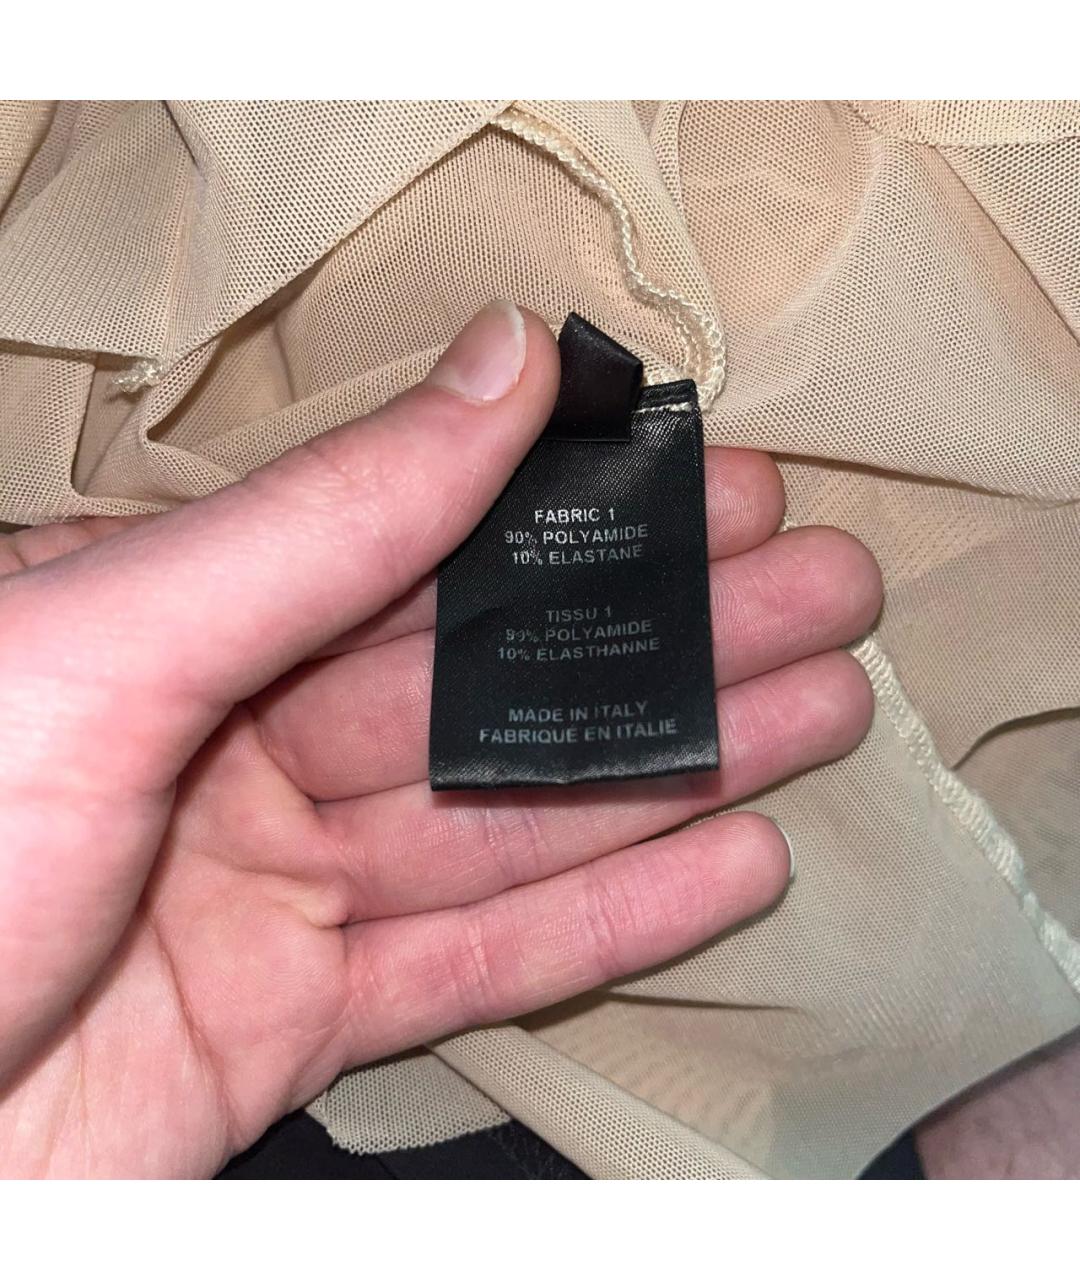 FABRIC 1
90% POLYAMIDE
10% ELASTANE
TISSU 1
90% POLYAMIDE
10% ELASTHANNE
MADE IN ITALY
FABRIQUE EN ITALIE